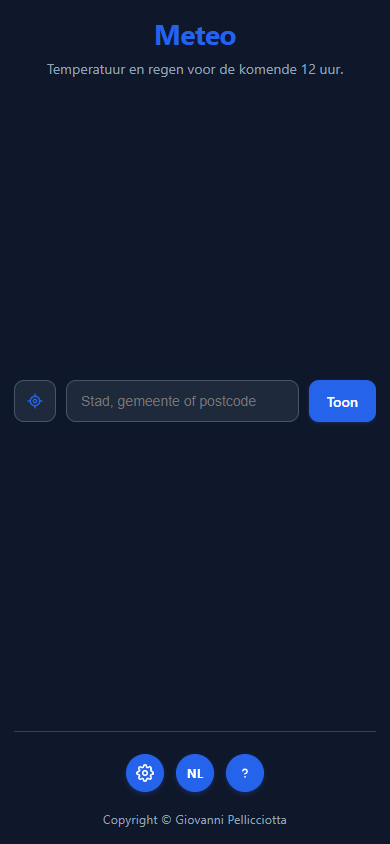 Meteo
Temperatuur en regen voor de komende 12 uur.
Stad, gemeente of postcode
Toon
NL
?
Copyright © Giovanni Pellicciotta